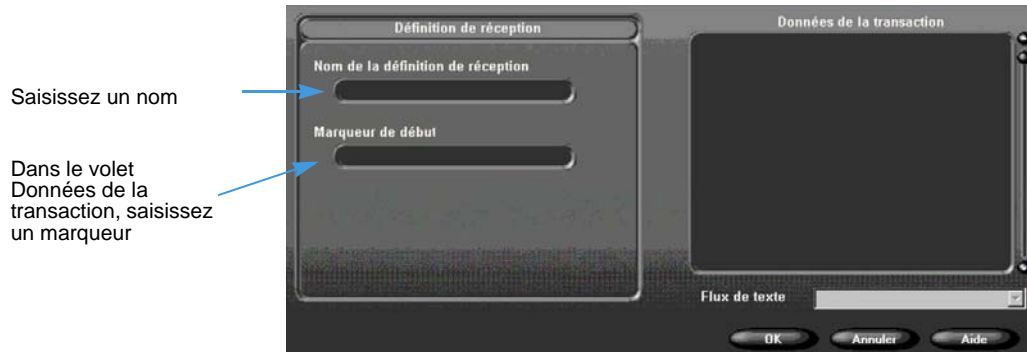 Définition de réception
Données de la transaction
Nom de la définition de réception
Saisissez un nom
Marqueur de début
Dans le volet
Données de la
transaction, saisissez
un marqueur
Flux de texte
OK
Annuler
Aide